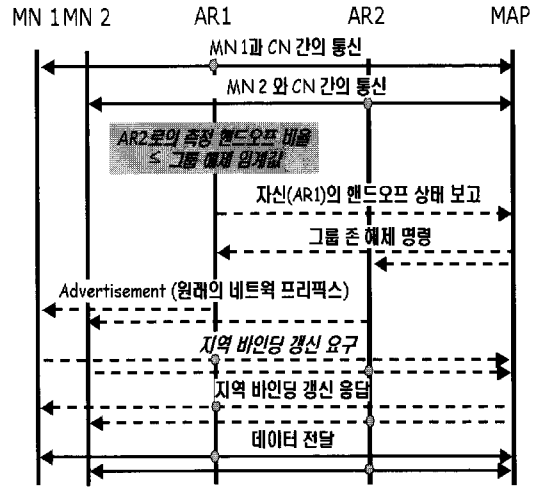 MN 1 MN 2 AR1 AR2 MAP
MN 1과 CN 간의 통신
MN 2 와 CN 간의 통신
AR2로의 측정 핸드오프 비율
≤ 그룹 해제 임계값
자신(AR1)의 핸드오프 상태 보고
그룹 존 해제 명령
Advertisement (원래의 네트웍 프리픽스)
지역 바인딩 갱신 요구
지역 바인딩 갱신 응답
데이터 전달